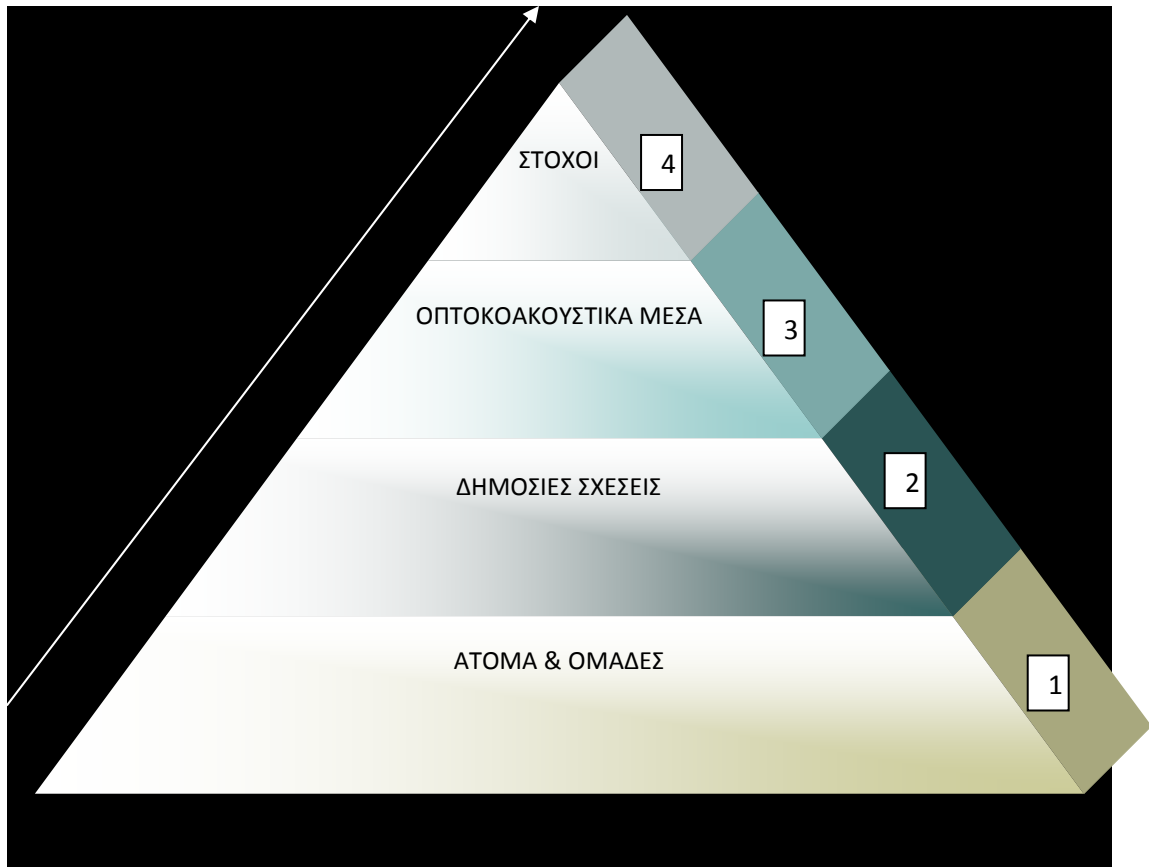 ΣΤΟΧΟΙ
4
ΟΠΤΟΚΟΑΚΟΥΣΤΙΚΑ ΜΕΣΑ
3
ΔΗΜΟΣΙΕΣ ΣΧΕΣΕΙΣ
2
ΑΤΟΜΑ & ΟΜΑΔΕΣ
1